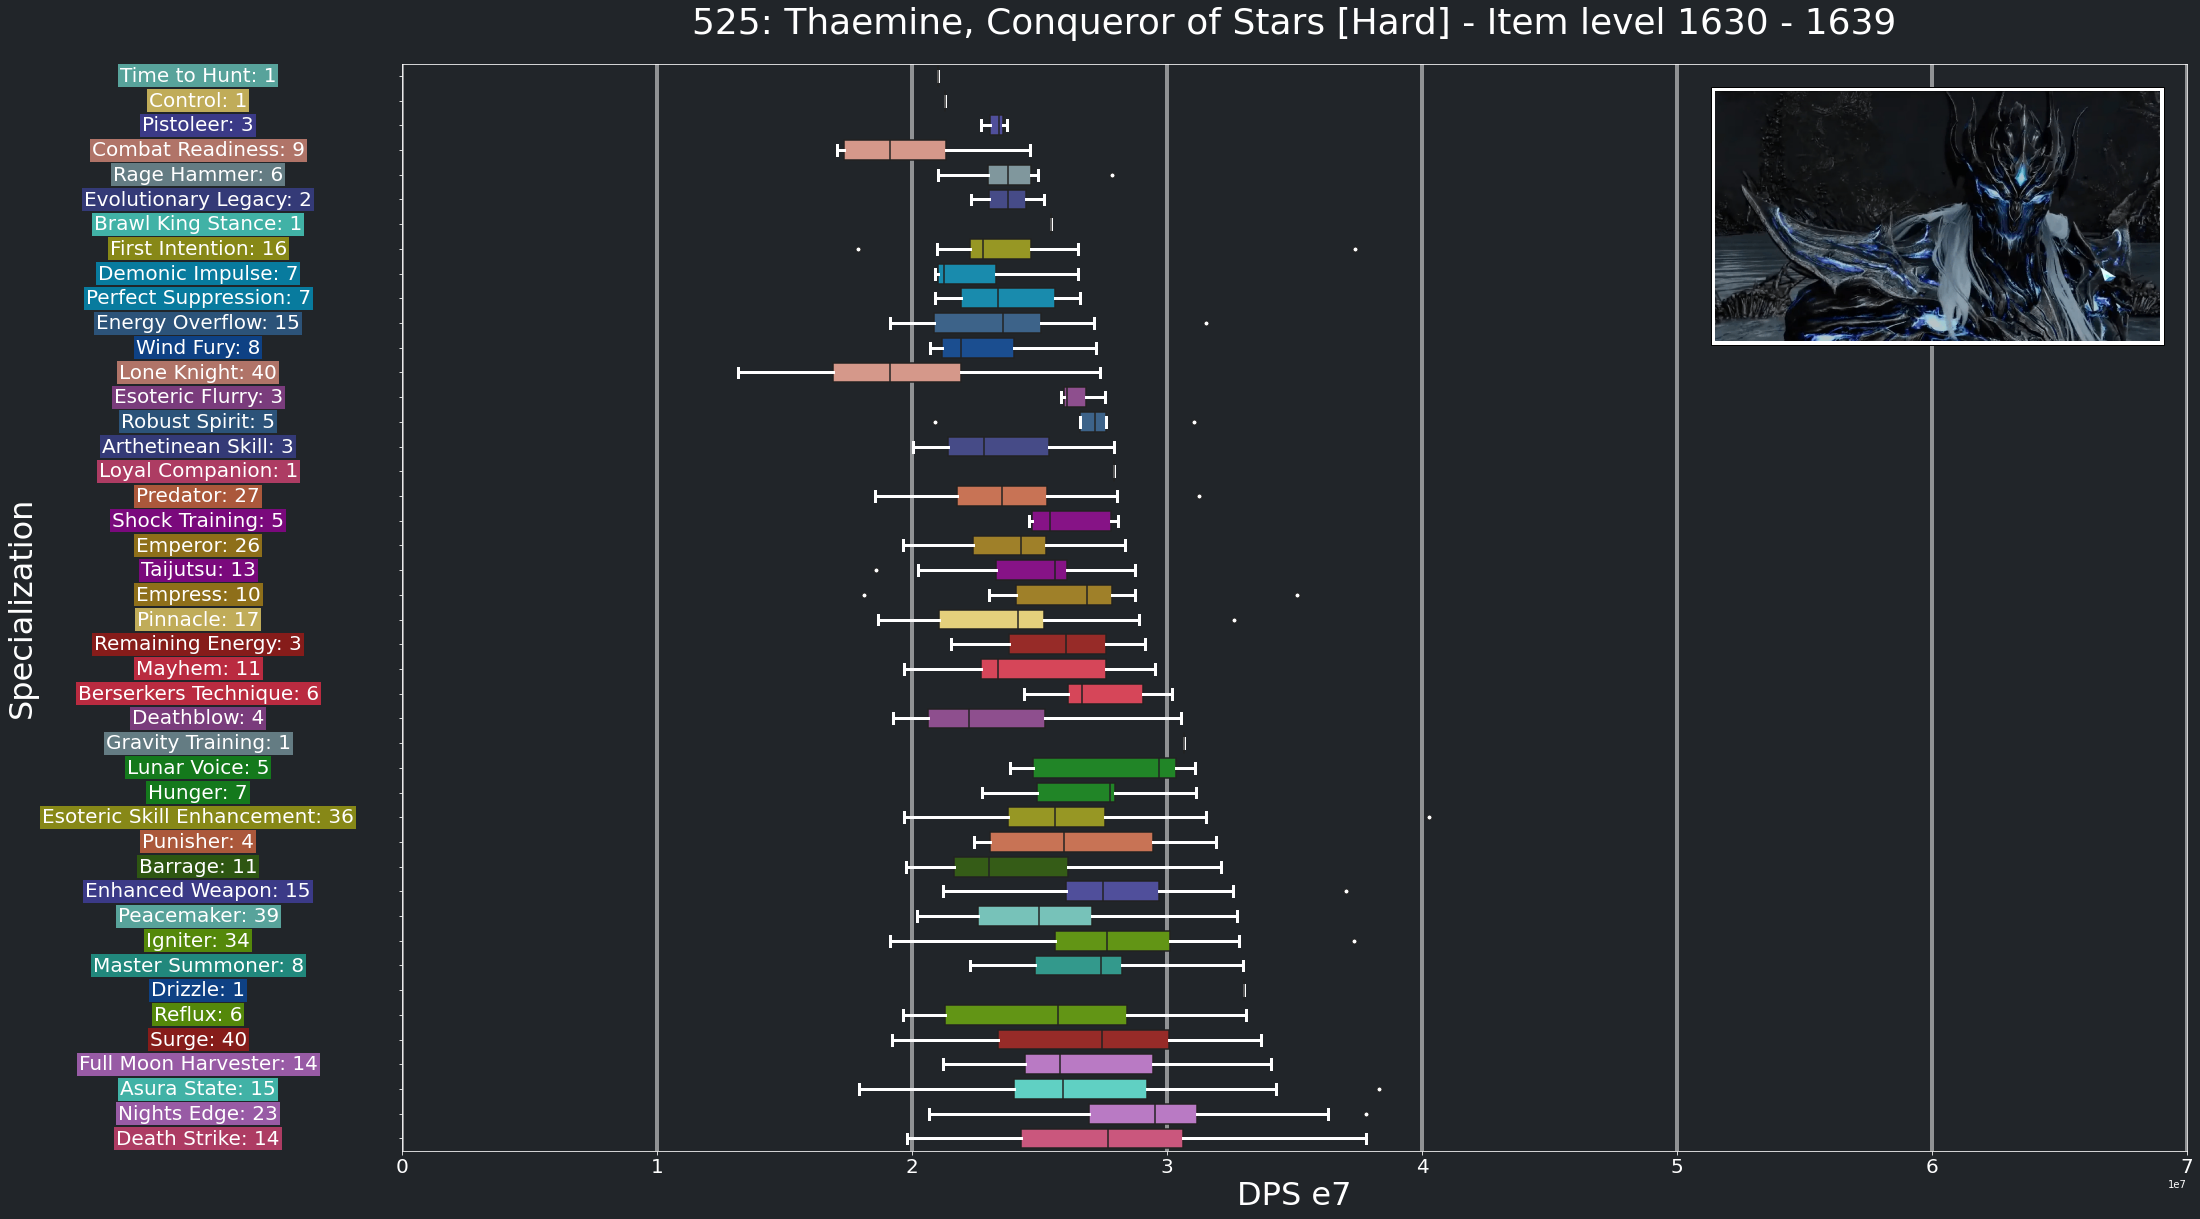 525: Thaemine, Conqueror of Stars [Hard] - Item level 1630 - 1639
Specialization
Time to Hunt: 1
Control: 1
Pistoleer: 3
Combat Readiness: 9
Rage Hammer: 6
Evolutionary Legacy: 2
Brawl King Stance: 1
First Intention: 16
Demonic Impulse: 7
Perfect Suppression: 7
Energy Overflow: 15
Wind Fury: 8
Lone Knight: 40
Esoteric Flurry: 3
Robust Spirit: 5
Arthetinean Skill: 3
Loyal Companion: 1
Predator: 27
Shock Training: 5
Emperor: 26
Taijutsu: 13
Empress: 10
Pinnacle: 17
Remaining Energy: 3
Mayhem: 11
Berserkers Technique: 6
Deathblow: 4
Gravity Training: 1
Lunar Voice: 5
Hunger: 7
Esoteric Skill Enhancement: 36
Punisher: 4
Barrage: 11
Enhanced Weapon: 15
Peacemaker: 39
Igniter: 34
Master Summoner: 8
Drizzle: 1
Reflux: 6
Surge: 40
Full Moon Harvester: 14
Asura State: 15
Nights Edge: 23
Death Strike: 14
0 1 2 3 4 5 6 7
1e7
DPS e7